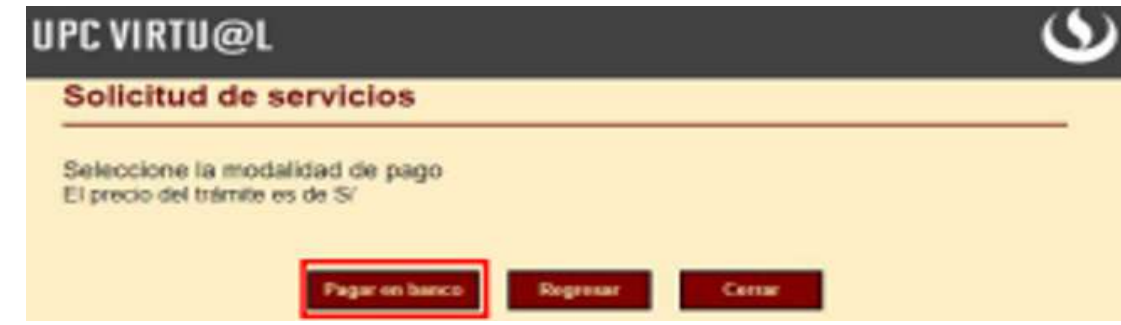 UPC VIRTU@L
Solicitud de servicios
Seleccione la modalidad de pago
El precio del trámite es de S/
Pagar en banco Regresar Cerrar